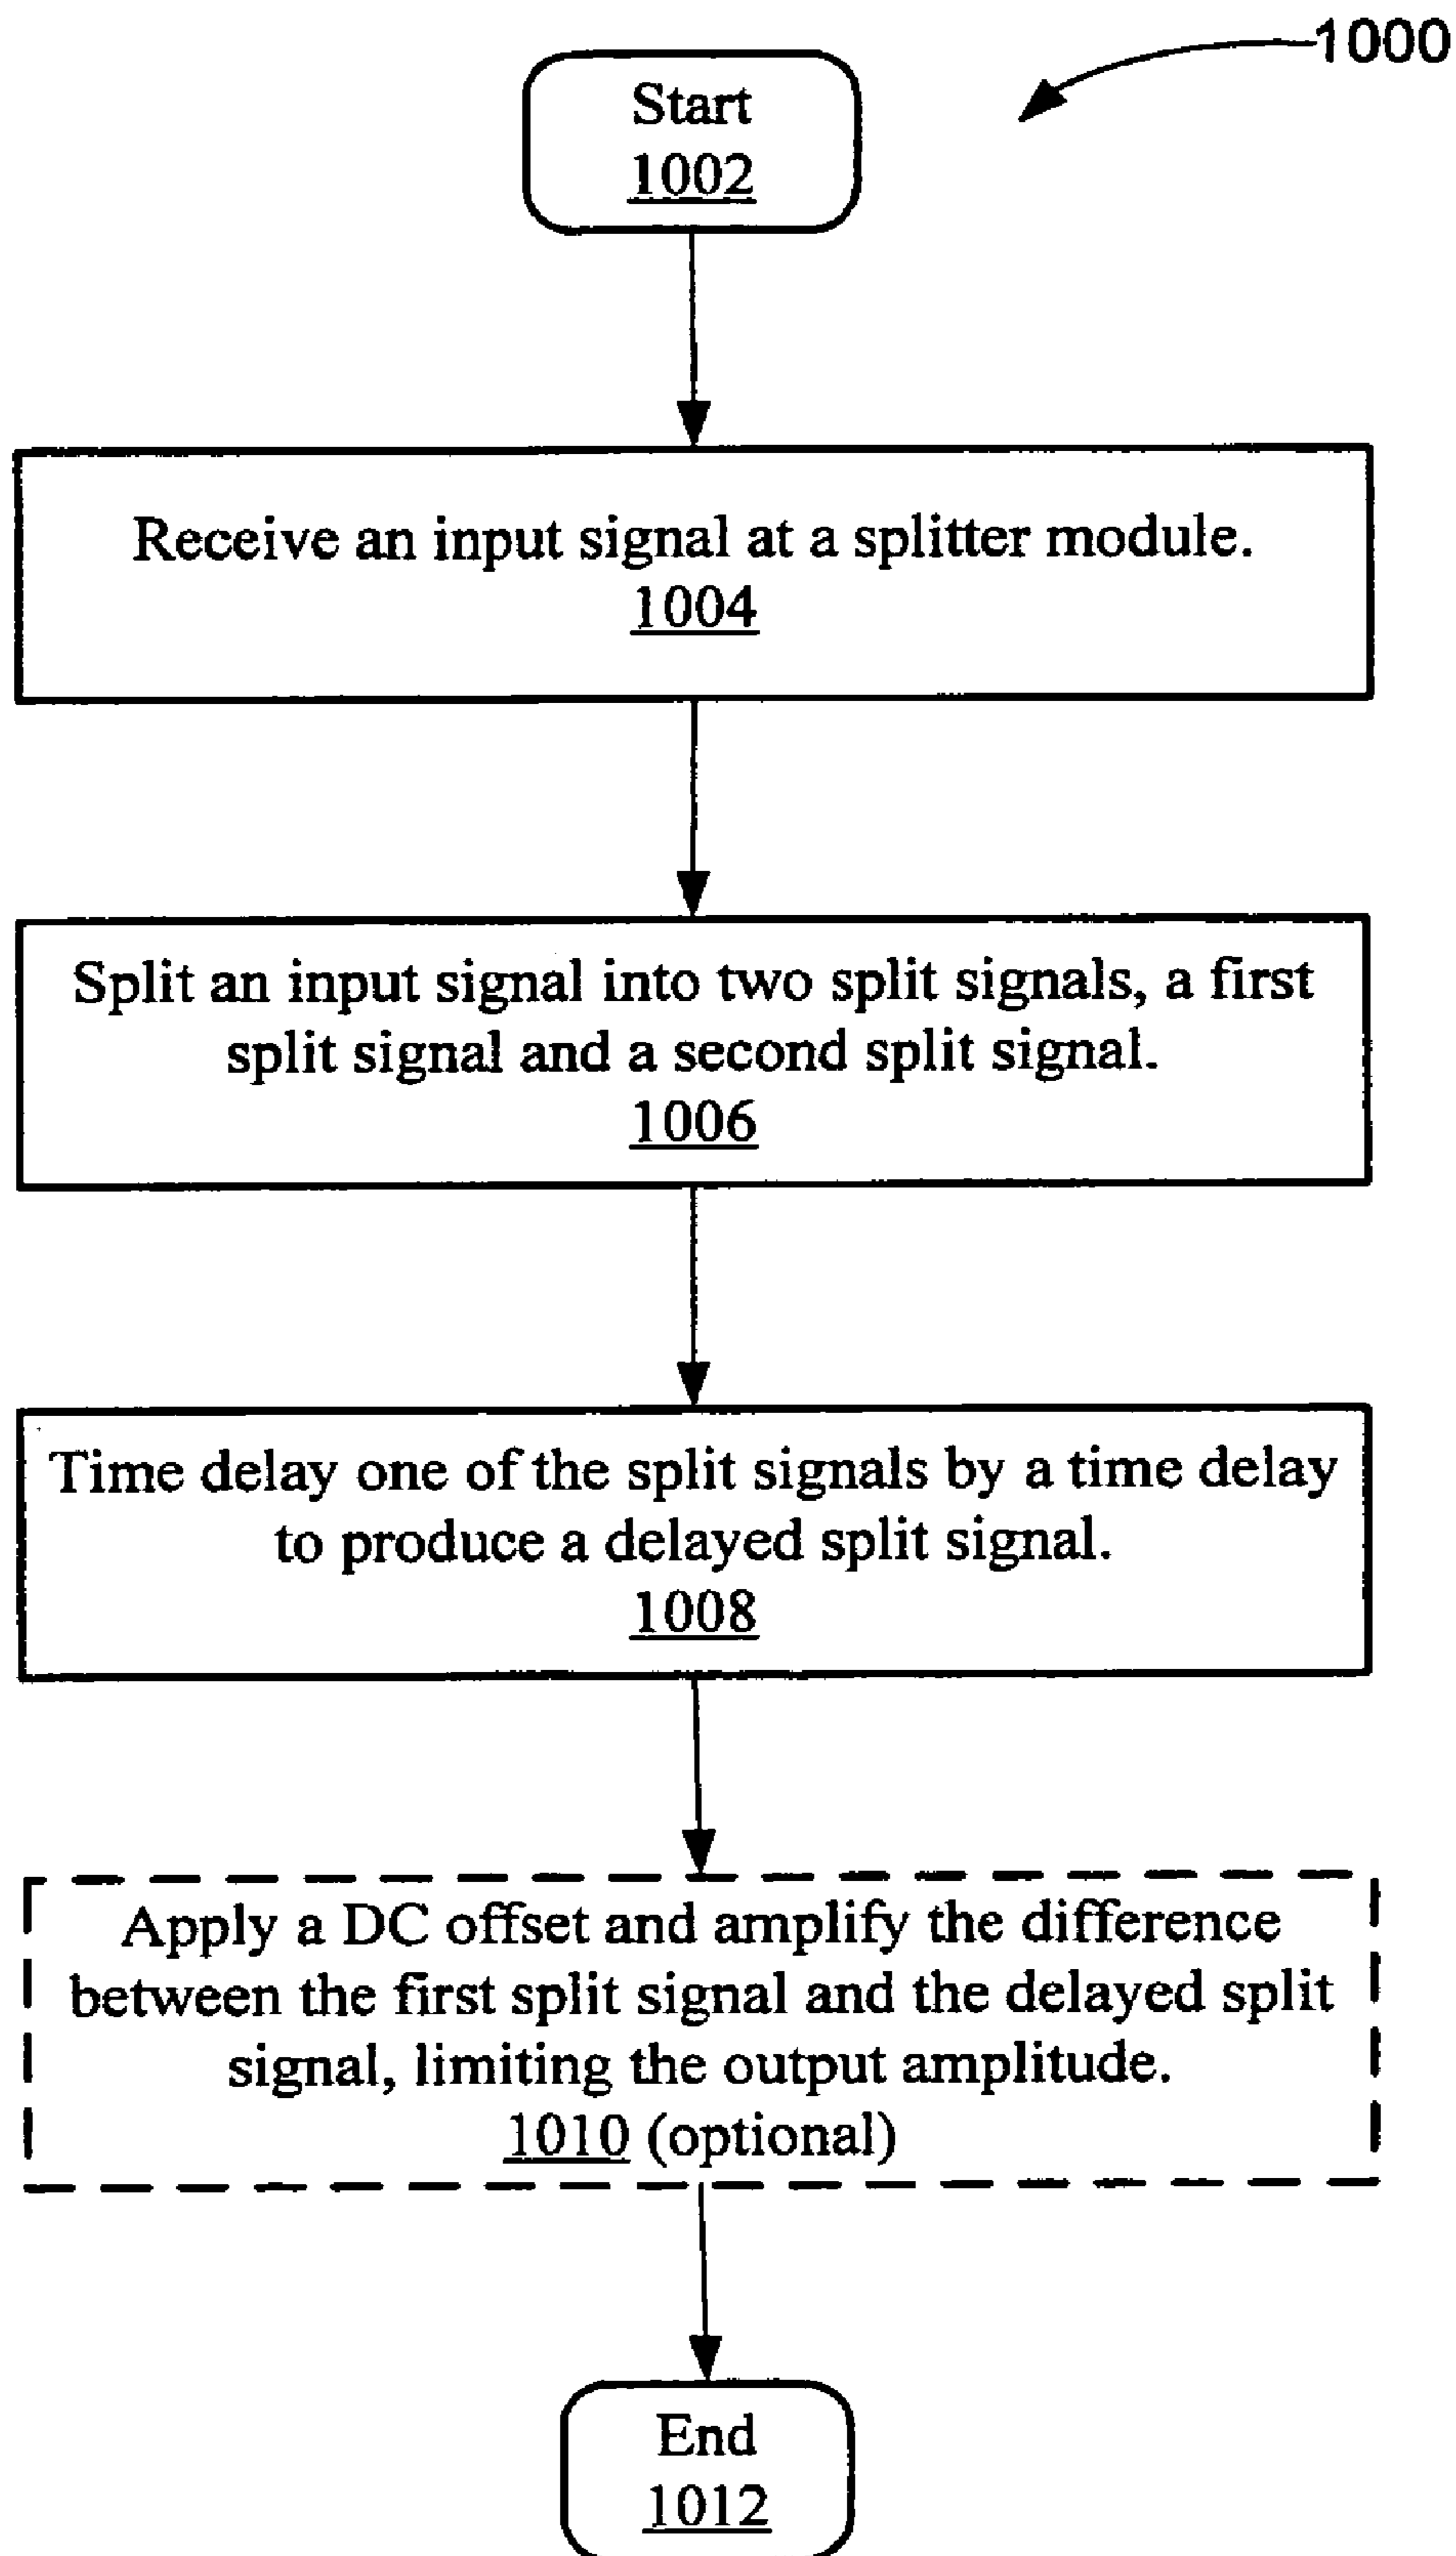 1000
Start
1002
Receive an input signal at a splitter module.
1004
Split an input signal into two split signals, a first
split signal and a second split signal.
1006
Time delay one of the split signals by a time delay
to produce a delayed split signal.
1008
Apply a DC offset and amplify the difference
between the first split signal and the delayed split
signal, limiting the output amplitude.
1010 (optional)
End
1012